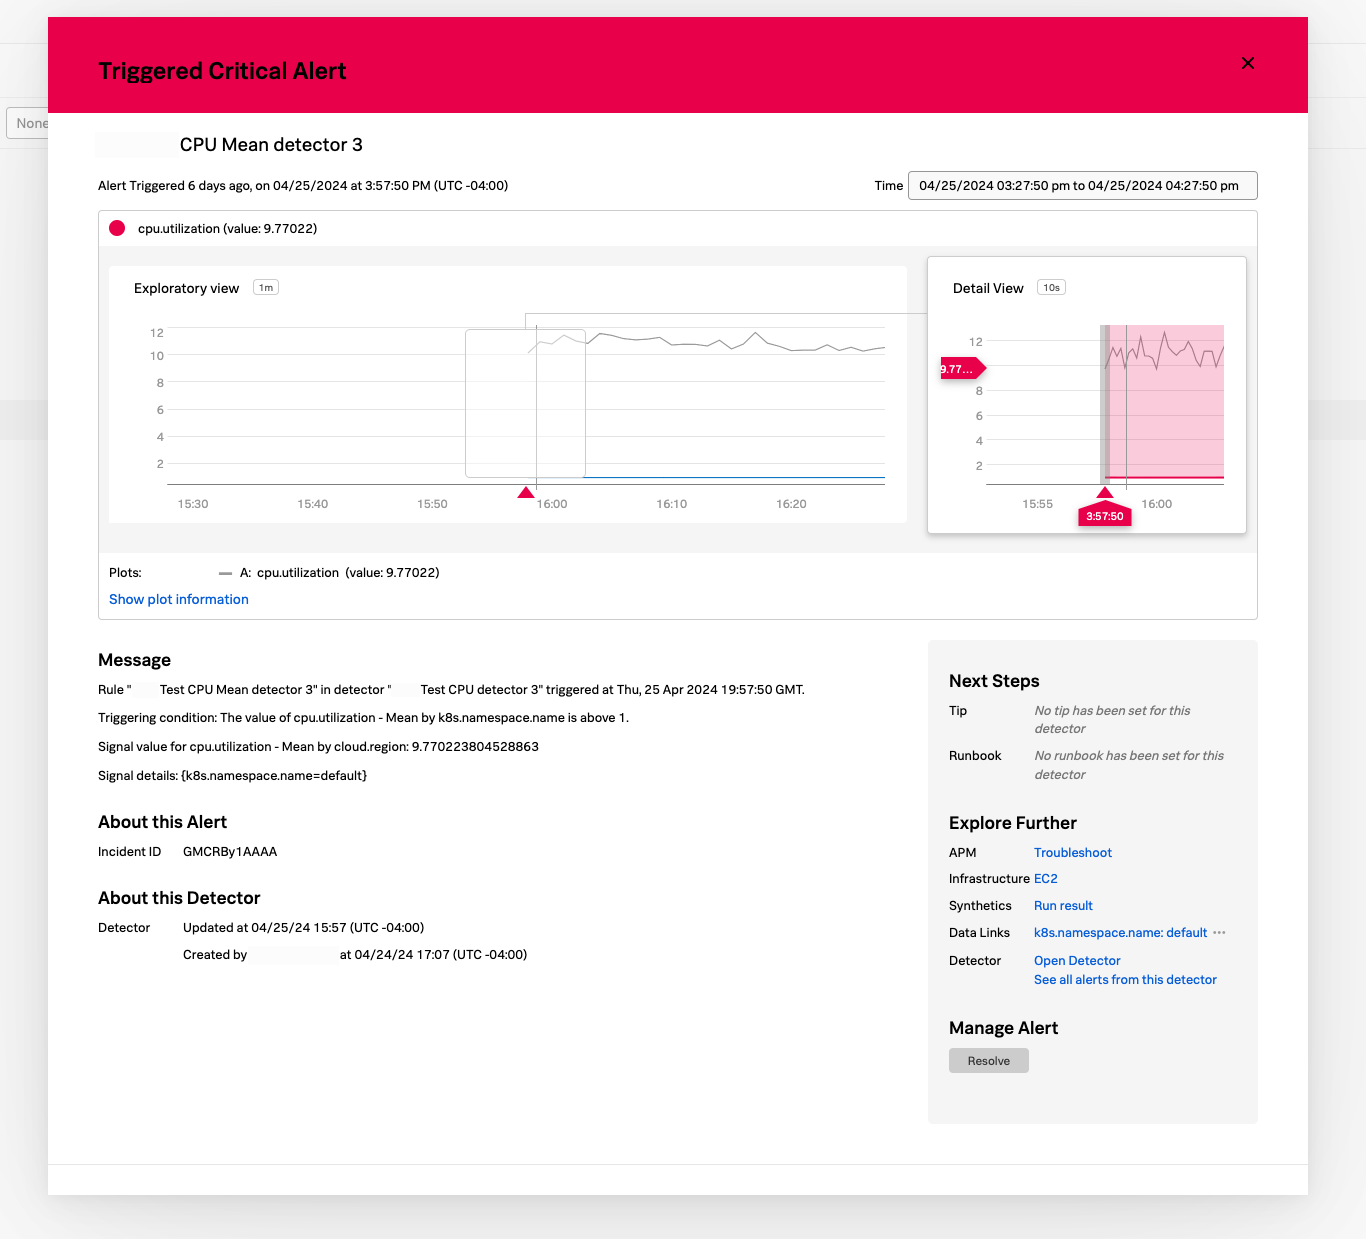 Triggered Critical Alert
None
CPU Mean detector 3
Alert Triggered 6 days ago, on 04/25/2024 at 3:57:50 PM (UTC -04:00)
Time 04/25/2024 03:27:50 pm to 04/25/2024 04:27:50 pm
cpu.utilization (value: 9.77022)
Exploratory view 1m
12
10
8
6
4
2
15:30 15:40 15:50 16:00 16:10 16:20
Detail View 10s
12
9.77...
8
6
4
2
15:55 16:00
3:57:50
Plots: A: cpu.utilization (value: 9.77022)
Show plot information
Message
Rule " Test CPU Mean detector 3" in detector " Test CPU detector 3" triggered at Thu, 25 Apr 2024 19:57:50 GMT.
Triggering condition: The value of cpu.utilization - Mean by k8s.namespace.name is above 1.
Signal value for cpu.utilization - Mean by cloud.region: 9.770223804528863
Signal details: {k8s.namespace.name=default}
About this Alert
Incident ID GMCRBy1AAAA
About this Detector
Detector Updated at 04/25/24 15:57 (UTC -04:00)
Created by at 04/24/24 17:07 (UTC -04:00)
Next Steps
Tip No tip has been set for this
detector
Runbook No runbook has been set for this
detector
Explore Further
APM Troubleshoot
Infrastructure EC2
Synthetics Run result
Data Links k8s.namespace.name: default ...
Detector Open Detector
See all alerts from this detector
Manage Alert
Resolve